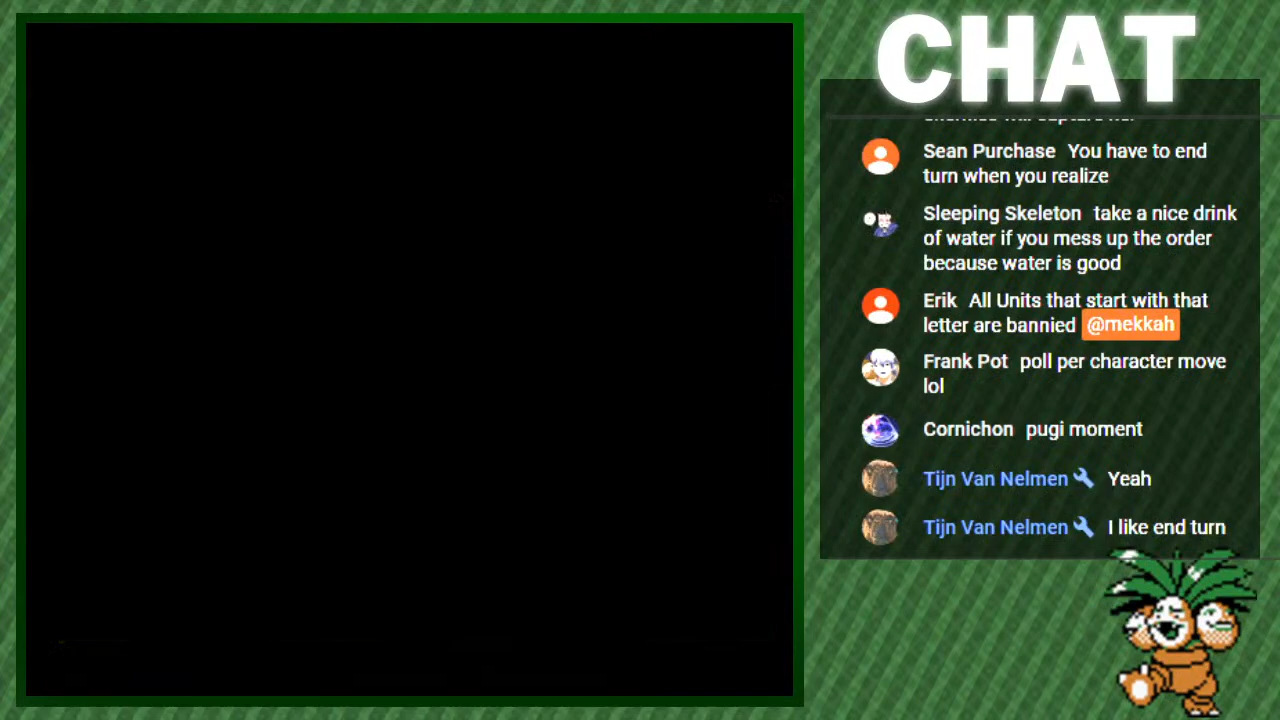 CHAT
Sean Purchase You have to end
turn when you realize
Sleeping Skeleton take a nice drink
of water if you mess up the order
because water is good
Erik All Units that start with that
letter are bannied @mekkah
Frank Pot poll per character move
lol
Cornichon pugi moment
Tijn Van Nelmen Yeah
Tijn Van Nelmen I like end turn